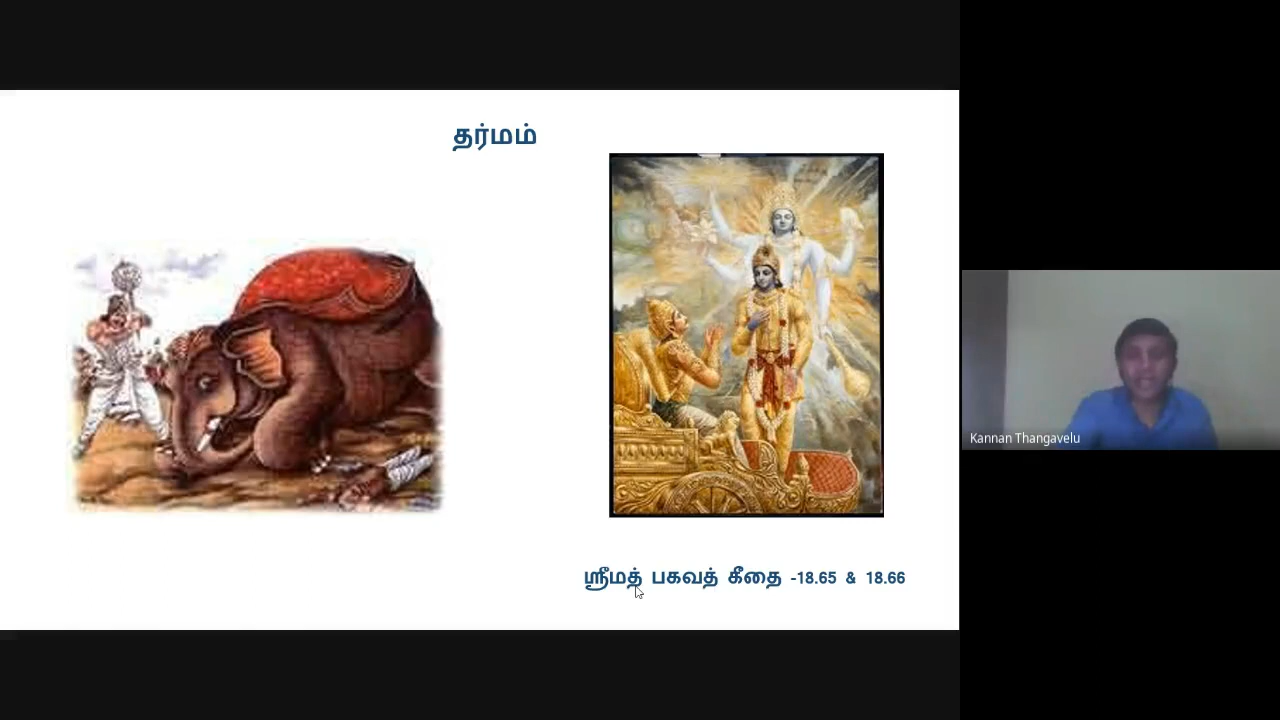 தர்மம்
ஸ்ரீமத் பகவத் கீதை -18.65 & 18.66
Kannan Thangavelu